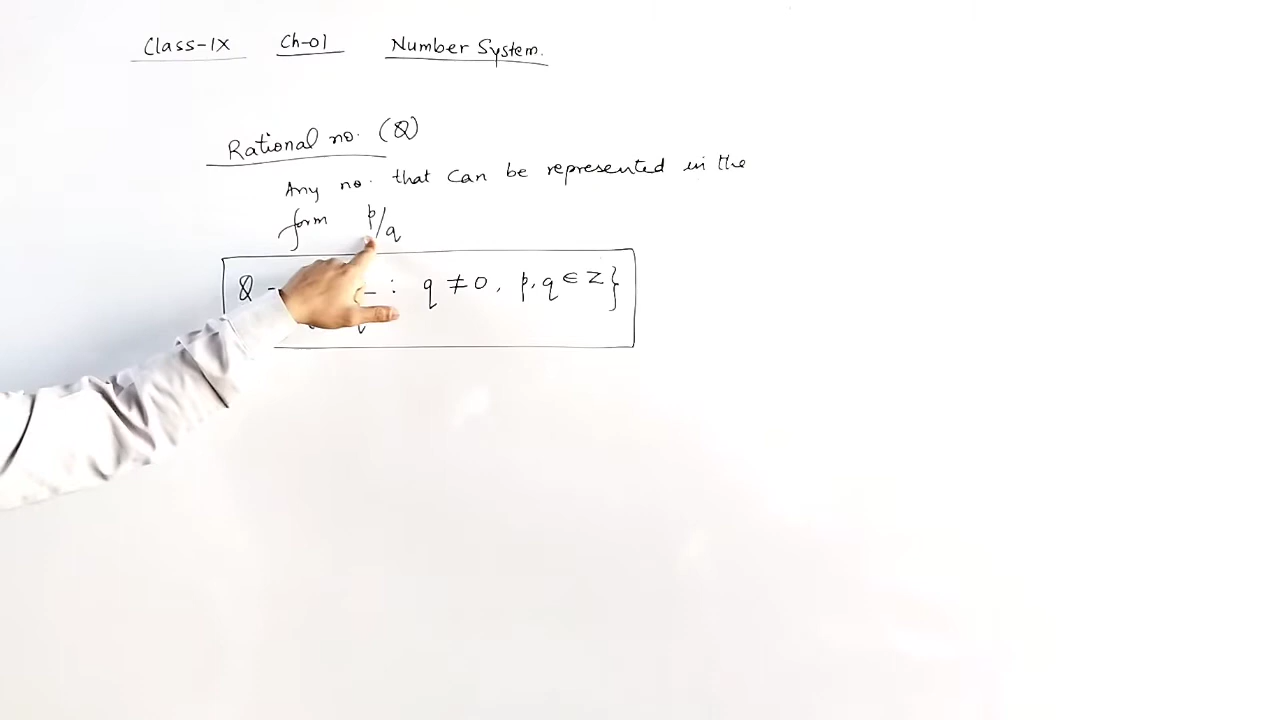 Class-IX Ch-01 Number System.
Rational no. (Q)
Any no. that can be represented in the
form p/q
Q - : q ≠ 0, p, q ∈ Z}